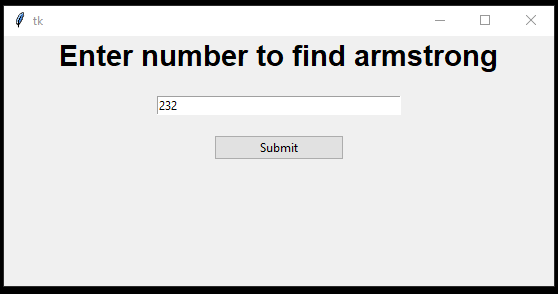 tk
Enter number to find armstrong
232
Submit